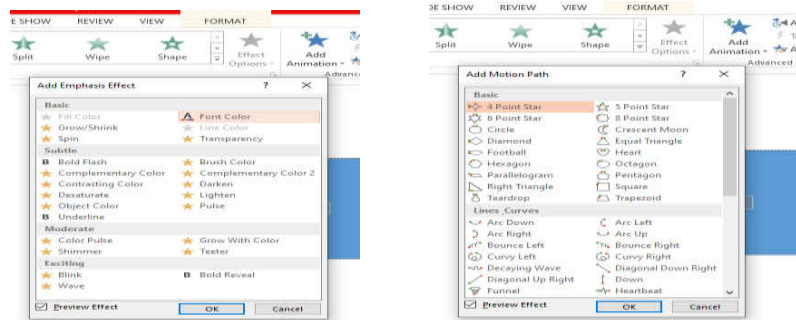 E SHOW REVIEW VIEW FORMAT
Split Wipe Shape Effect Options Add Animation
Advanc
Add Emphasis Effect ? ×
Basic
Fill Color A Font Color
Grow/Shrink Line Color
Spin Transparency
Subtle
B Bold Flash Brush Color
Complementary Color Complementary Color 2
Contrasting Color Darken
Desaturate Lighten
Object Color Pulse
B Underline
Moderate
Color Pulse Grow With Color
Shimmer Teeter
Exciting
Blink B Bold Reveal
Wave
Preview Effect OK Cancel
DE SHOW REVIEW VIEW FORMAT
Split Wipe Shape Effect Options Add Animation
Advanced
Add Motion Path ? ×
Basic
4 Point Star 5 Point Star
6 Point Star 8 Point Star
Circle Crescent Moon
Diamond Equal Triangle
Football Heart
Hexagon Octagon
Parallelogram Pentagon
Right Triangle Square
Teardrop Trapezoid
Lines_Curves
Arc Down Arc Left
Arc Right Arc Up
Bounce Left Bounce Right
Curvy Left Curvy Right
Decaying Wave Diagonal Down Right
Diagonal Up Right Down
Funnel Heartbeat
Preview Effect OK Cancel